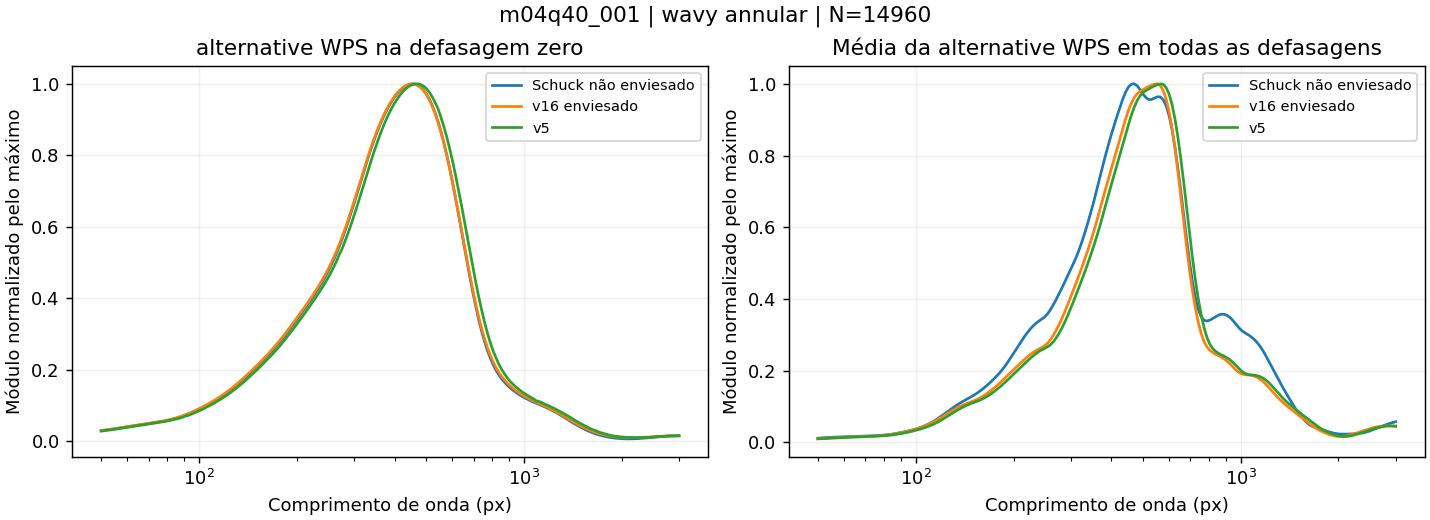 m04q40_001 | wavy annular | N=14960
alternative WPS na defasagem zero
Módulo normalizado pelo máximo
1.0
0.8
0.6
0.4
0.2
0.0
Schuck não enviesado
v16 enviesado
v5
10²
10³
Comprimento de onda (px)
Média da alternative WPS em todas as defasagens
Módulo normalizado pelo máximo
1.0
0.8
0.6
0.4
0.2
0.0
Schuck não enviesado
v16 enviesado
v5
10²
10³
Comprimento de onda (px)